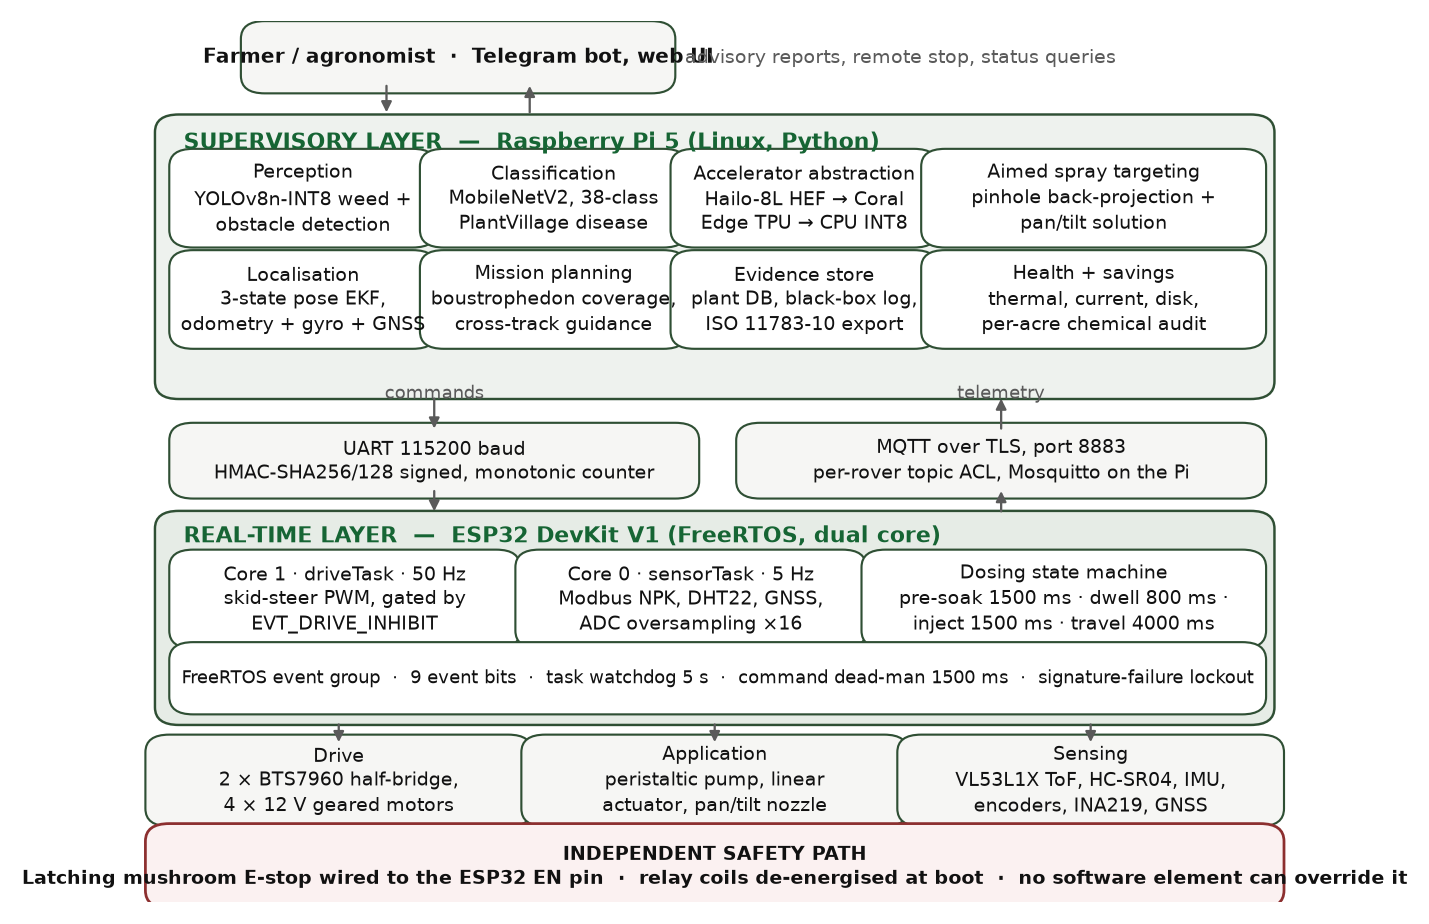 Farmer / agronomist · Telegram bot, web UI
advisory reports, remote stop, status queries
SUPERVISORY LAYER — Raspberry Pi 5 (Linux, Python)
Perception
YOLOv8n-INT8 weed +
obstacle detection
Classification
MobileNetV2, 38-class
PlantVillage disease
Accelerator abstraction
Hailo-8L HEF → Coral
Edge TPU → CPU INT8
Aimed spray targeting
pinhole back-projection +
pan/tilt solution
Localisation
3-state pose EKF,
odometry + gyro + GNSS
Mission planning
boustrophedon coverage,
cross-track guidance
Evidence store
plant DB, black-box log,
ISO 11783-10 export
Health + savings
thermal, current, disk,
per-acre chemical audit
commands
telemetry
UART 115200 baud
HMAC-SHA256/128 signed, monotonic counter
MQTT over TLS, port 8883
per-rover topic ACL, Mosquitto on the Pi
REAL-TIME LAYER — ESP32 DevKit V1 (FreeRTOS, dual core)
Core 1 · driveTask · 50 Hz
skid-steer PWM, gated by
EVT_DRIVE_INHIBIT
Core 0 · sensorTask · 5 Hz
Modbus NPK, DHT22, GNSS,
ADC oversampling ×16
Dosing state machine
pre-soak 1500 ms · dwell 800 ms ·
inject 1500 ms · travel 4000 ms
FreeRTOS event group · 9 event bits · task watchdog 5 s · command dead-man 1500 ms · signature-failure lockout
Drive
2 × BTS7960 half-bridge,
4 × 12 V geared motors
Application
peristaltic pump, linear
actuator, pan/tilt nozzle
Sensing
VL53L1X ToF, HC-SR04, IMU,
encoders, INA219, GNSS
INDEPENDENT SAFETY PATH
Latching mushroom E-stop wired to the ESP32 EN pin · relay coils de-energised at boot · no software element can override it